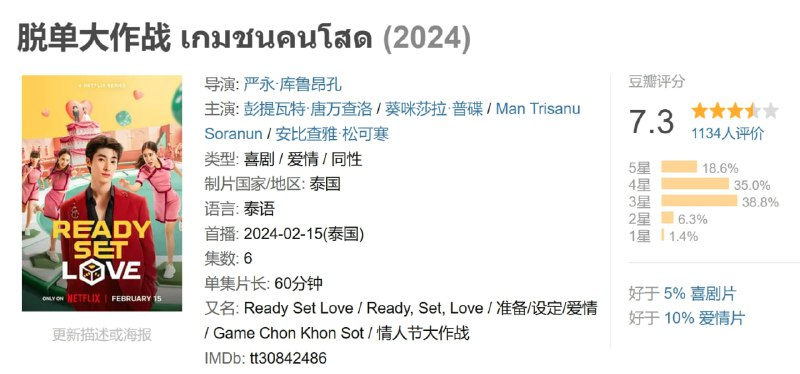 脱单大作战 เกมชนคนโสด (2024)
A NETFLIX SERIES
READY
SET
LOVE
ONLY ON NETFLIX | FEBRUARY 15
更新描述或海报
导演: 严永·库鲁昂孔
主演: 彭提瓦特·唐万查洛 / 葵咪莎拉·普碟 / Man Trisanu
Soranun / 安比查雅·松可寒
类型: 喜剧 / 爱情 / 同性
制片国家/地区: 泰国
语言: 泰语
首播: 2024-02-15(泰国)
集数: 6
单集片长: 60分钟
又名: Ready Set Love / Ready, Set, Love / 准备/设定/爱情
/ Game Chon Khon Sot / 情人节大作战
IMDb: tt30842486
豆瓣评分
7.3
1134人评价
5星 18.6%
4星 35.0%
3星 38.8%
2星 6.3%
1星 1.4%
好于 5% 喜剧片
好于 10% 爱情片